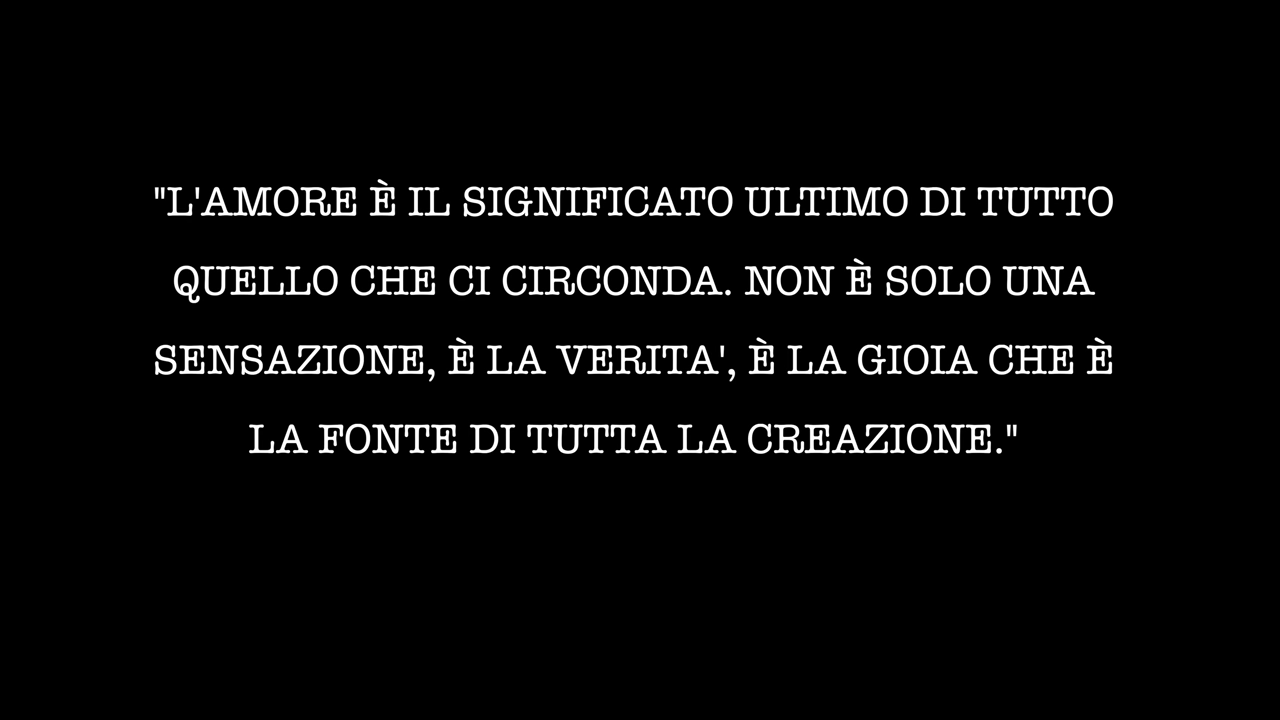 "L'AMORE È IL SIGNIFICATO ULTIMO DI TUTTO
QUELLO CHE CI CIRCONDA. NON È SOLO UNA
SENSAZIONE, È LA VERITA', È LA GIOIA CHE È
LA FONTE DI TUTTA LA CREAZIONE."